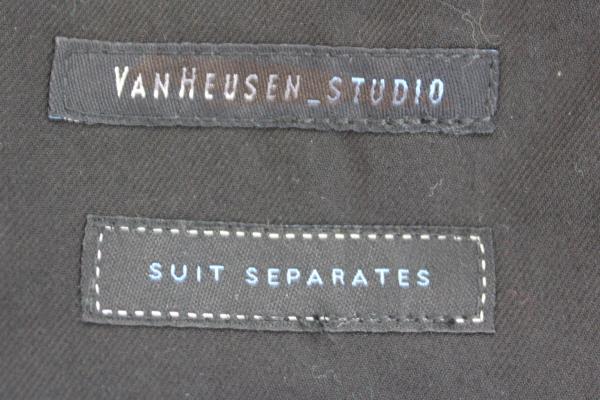 VANHEUSEN_STUDIO
SUIT SEPARATES